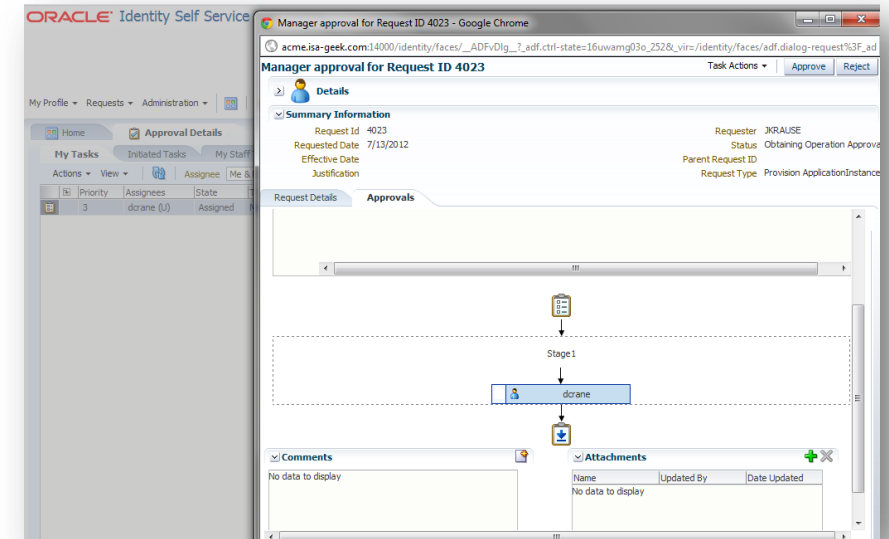 ORACLE Identity Self Service
My Profile Requests Administration
Home Approval Details
My Tasks Initiated Tasks My Staff
Actions View Assignee Me &
Priority Assignees State
3 dcrane (U) Assigned
Manager approval for Request ID 4023 - Google Chrome
acme.isa-geek.com:14000/identity/faces/__ADFvDlg__?_adf.ctrl-state=16uwamg03o_252&_vir=/identity/faces/adf.dialog-request%3F_ad
Manager approval for Request ID 4023
Task Actions Approve Reject
Details
Summary Information
Request Id 4023
Requested Date 7/13/2012
Effective Date
Justification
Requester JKRAUSE
Status Obtaining Operation Approva
Parent Request ID
Request Type Provision ApplicationInstance
Request Details Approvals
Stage1
dcrane
Comments
No data to display
Attachments
Name Updated By Date Updated
No data to display